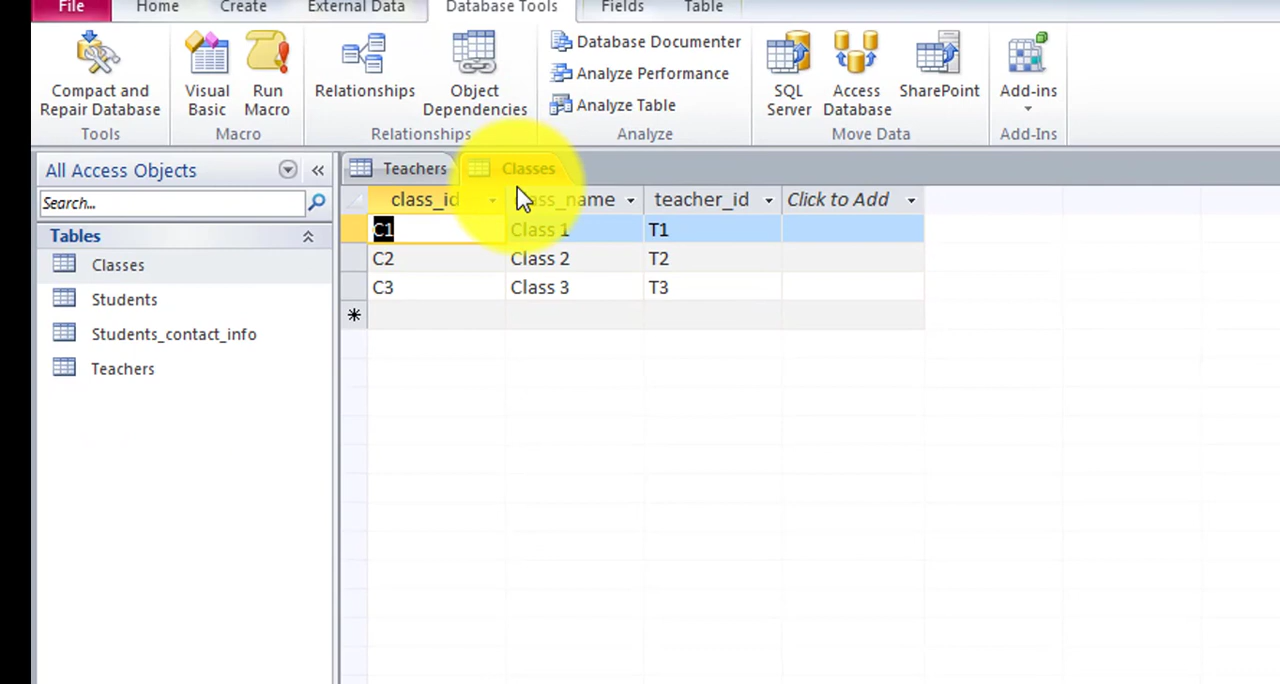 File Home Create External Data Database Tools Fields Table
Compact and Repair Database
Visual Basic
Run Macro
Relationships
Object Dependencies
Database Documenter
Analyze Performance
Analyze Table
SQL Server
Access Database
SharePoint
Add-ins
Tools Macro Relationships Analyze Move Data Add-Ins
All Access Objects «
Search...
Tables
Classes
Students
Students_contact_info
Teachers
Teachers Classes
class_id class_name teacher_id Click to Add
C1 Class 1 T1
C2 Class 2 T2
C3 Class 3 T3